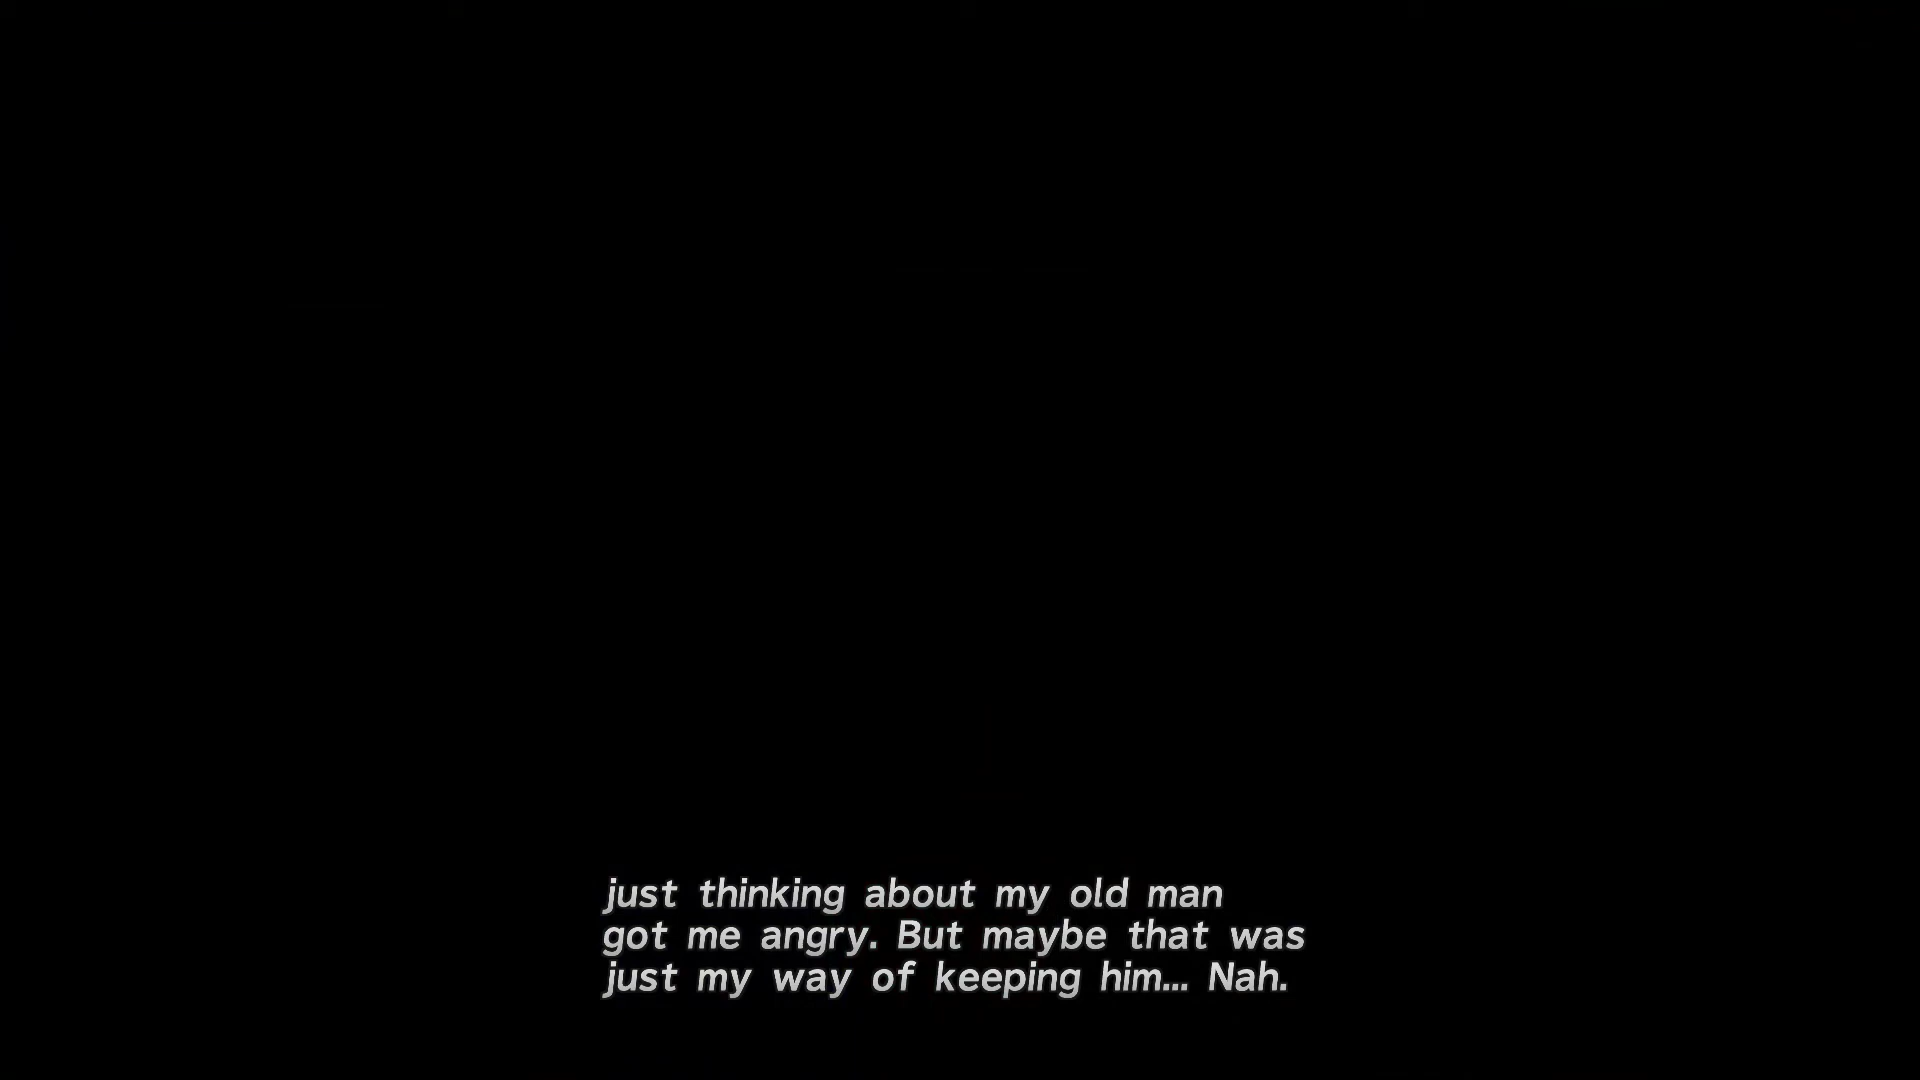 just thinking about my old man
got me angry. But maybe that was
just my way of keeping him... Nah.